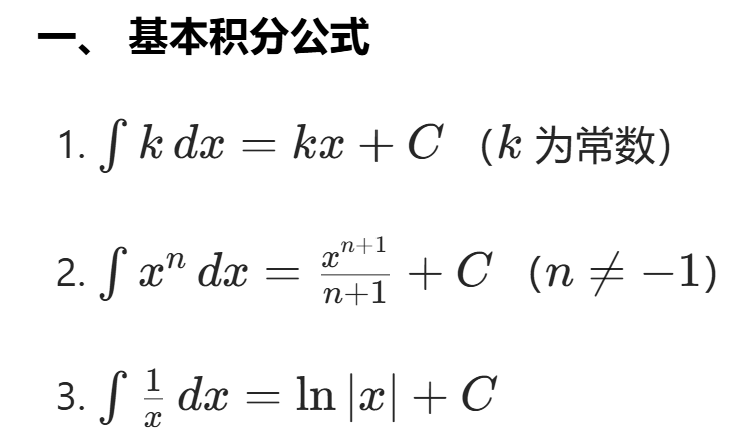 一、 基本积分公式
1. ∫ k dx = kx + C （k 为常数）
2. ∫ xⁿ dx = xⁿ⁺¹/n+1 + C （n ≠ −1）
3. ∫ 1/x dx = ln |x| + C